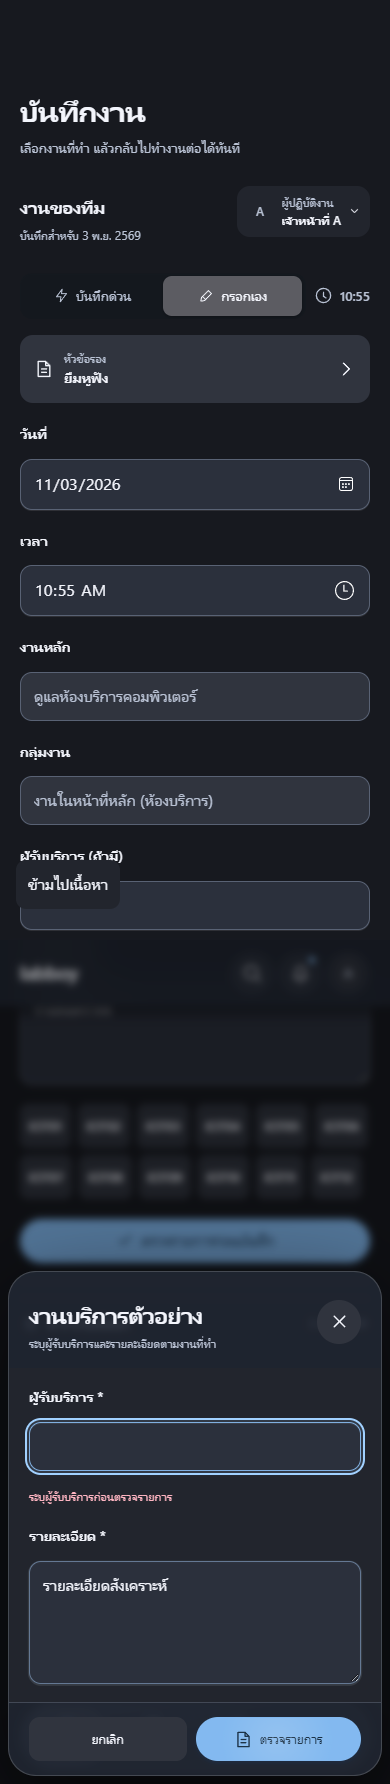 บันทึกงาน
เลือกงานที่ทำ แล้วกลับไปทำงานต่อได้ทันที
งานของทีม
บันทึกสำหรับ 3 พ.ย. 2569
A
ผู้ปฏิบัติงาน
เจ้าหน้าที่ A
บันทึกด่วน
กรอกเอง
10:55
หัวข้อรอง
ยืมหูฟัง
วันที่
11/03/2026
เวลา
10:55 AM
งานหลัก
ดูแลห้องบริการคอมพิวเตอร์
กลุ่มงาน
งานในหน้าที่หลัก (ห้องบริการ)
ผู้รับบริการ (ถ้ามี)
ข้ามไปเนื้อหา
งานบริการตัวอย่าง
ระบุผู้รับบริการและรายละเอียดตามงานที่ทำ
ผู้รับบริการ *
ระบุผู้รับบริการก่อนตรวจรายการ
รายละเอียด *
รายละเอียดสังเคราะห์
ยกเลิก
ตรวจรายการ